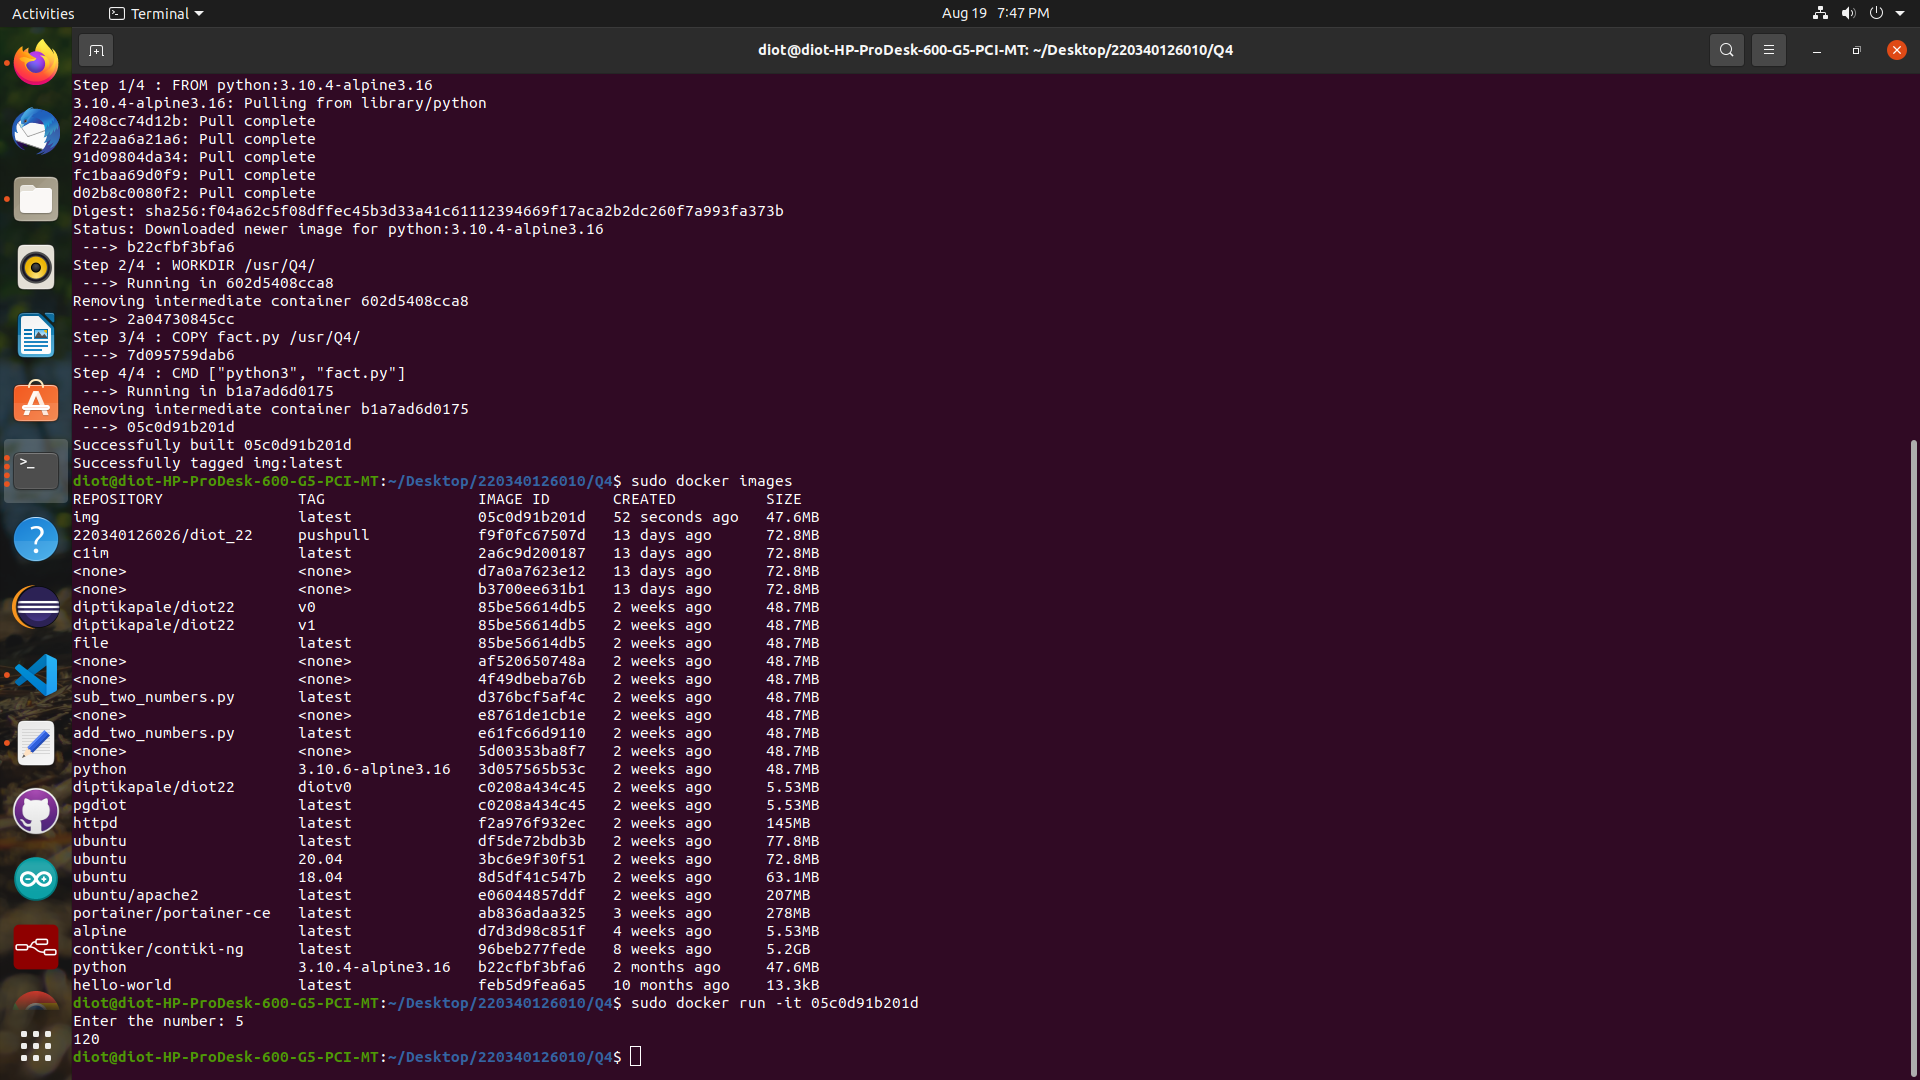 Activities Terminal Aug 19 7:47 PM
diot@diot-HP-ProDesk-600-G5-PCI-MT: ~/Desktop/220340126010/Q4
Step 1/4 : FROM python:3.10.4-alpine3.16
3.10.4-alpine3.16: Pulling from library/python
2408cc74d12b: Pull complete
2f22aa6a21a6: Pull complete
91d09804da34: Pull complete
fc1baa69d0f9: Pull complete
d02b8c0080f2: Pull complete
Digest: sha256:f04a62c5f08dffec45b3d33a41c61112394669f17aca2b2dc260f7a993fa373b
Status: Downloaded newer image for python:3.10.4-alpine3.16
 ---> b22cfbf3bfa6
Step 2/4 : WORKDIR /usr/Q4/
 ---> Running in 602d5408cca8
Removing intermediate container 602d5408cca8
 ---> 2a04730845cc
Step 3/4 : COPY fact.py /usr/Q4/
 ---> 7d095759dab6
Step 4/4 : CMD ["python3", "fact.py"]
 ---> Running in b1a7ad6d0175
Removing intermediate container b1a7ad6d0175
 ---> 05c0d91b201d
Successfully built 05c0d91b201d
Successfully tagged img:latest
diot@diot-HP-ProDesk-600-G5-PCI-MT:~/Desktop/220340126010/Q4$ sudo docker images
REPOSITORY TAG IMAGE ID CREATED SIZE
img latest 05c0d91b201d 52 seconds ago 47.6MB
220340126026/diot_22 pushpull f9f0fc67507d 13 days ago 72.8MB
c1im latest 2a6c9d200187 13 days ago 72.8MB
<none> <none> d7a0a7623e12 13 days ago 72.8MB
<none> <none> b3700ee631b1 13 days ago 72.8MB
diptikapale/diot22 v0 85be56614db5 2 weeks ago 48.7MB
diptikapale/diot22 v1 85be56614db5 2 weeks ago 48.7MB
file latest 85be56614db5 2 weeks ago 48.7MB
<none> <none> af520650748a 2 weeks ago 48.7MB
<none> <none> 4f49dbeba76b 2 weeks ago 48.7MB
sub_two_numbers.py latest d376bcf5af4c 2 weeks ago 48.7MB
<none> <none> e8761de1cb1e 2 weeks ago 48.7MB
add_two_numbers.py latest e61fc66d9110 2 weeks ago 48.7MB
<none> <none> 5d00353ba8f7 2 weeks ago 48.7MB
python 3.10.6-alpine3.16 3d057565b53c 2 weeks ago 48.7MB
diptikapale/diot22 diotv0 c0208a434c45 2 weeks ago 5.53MB
pgdiot latest c0208a434c45 2 weeks ago 5.53MB
httpd latest f2a976f932ec 2 weeks ago 145MB
ubuntu latest df5de72bdb3b 2 weeks ago 77.8MB
ubuntu 20.04 3bc6e9f30f51 2 weeks ago 72.8MB
ubuntu 18.04 8d5df41c547b 2 weeks ago 63.1MB
ubuntu/apache2 latest e06044857ddf 2 weeks ago 207MB
portainer/portainer-ce latest ab836adaa325 3 weeks ago 278MB
alpine latest d7d3d98c851f 4 weeks ago 5.53MB
contiker/contiki-ng latest 96beb277fede 8 weeks ago 5.2GB
python 3.10.4-alpine3.16 b22cfbf3bfa6 2 months ago 47.6MB
hello-world latest feb5d9fea6a5 10 months ago 13.3kB
diot@diot-HP-ProDesk-600-G5-PCI-MT:~/Desktop/220340126010/Q4$ sudo docker run -it 05c0d91b201d
Enter the number: 5
120
diot@diot-HP-ProDesk-600-G5-PCI-MT:~/Desktop/220340126010/Q4$